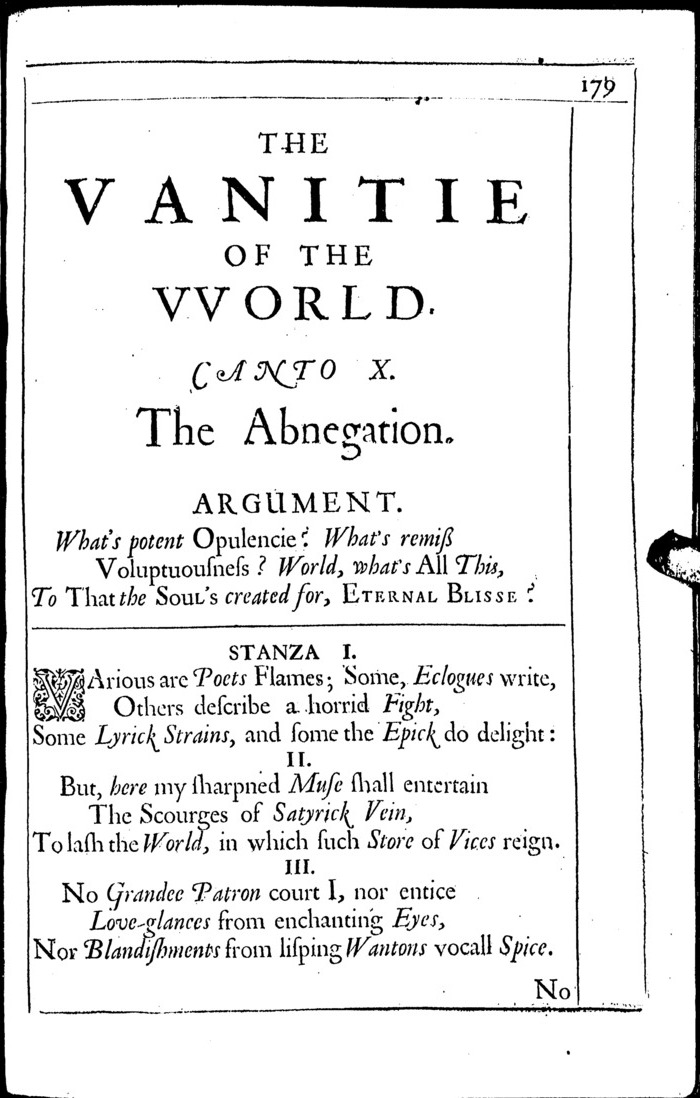 179
THE
VANITIE
OF THE
VVORLD.
CANTO X.
The Abnegation.
ARGUMENT.
What's potent Opulencie? What's remiß
Voluptuouſneſs? World, what's All This,
To That the SOUL's created for, ETERNAL BLISSE?
STANZA I.
VArious are Poets Flames; Some, Eclogues write,
Others deſcribe a horrid Fight,
Some Lyrick Strains, and ſome the Epick do delight:
II.
But, here my ſharpned Muſe ſhall entertain
The Scourges of Satyrick Vein,
To laſh the World, in which ſuch Store of Vices reign.
III.
No Grandee Patron court I, nor entice
Love-glances from enchanting Eyes,
Nor Blandiſhments from liſping Wantons vocall Spice.
No